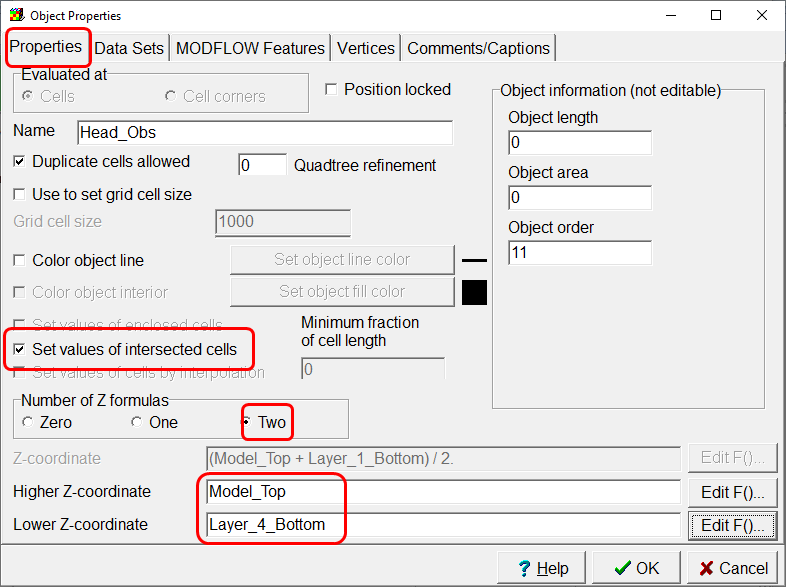 Object Properties
Properties Data Sets MODFLOW Features Vertices Comments/Captions
Evaluated at
Cells Cell corners
Position locked
Name Head_Obs
Duplicate cells allowed 0 Quadtree refinement
Use to set grid cell size
Grid cell size 1000
Color object line Set object line color
Color object interior Set object fill color
Set values of enclosed cells
Set values of intersected cells
Set values of cells by interpolation
Minimum fraction
of cell length
0
Number of Z formulas
Zero One Two
Z-coordinate (Model_Top + Layer_1_Bottom) / 2. Edit F()...
Higher Z-coordinate Model_Top Edit F()...
Lower Z-coordinate Layer_4_Bottom Edit F()...
Object information (not editable)
Object length
0
Object area
0
Object order
11
? Help OK Cancel